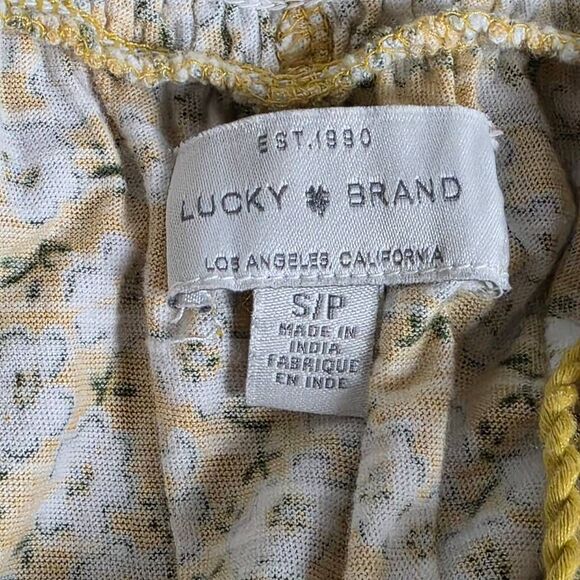 EST. 1990
LUCKY BRAND
LOS ANGELES, CALIFORNIA
S/P
MADE IN
INDIA
FABRIQUE
EN INDE